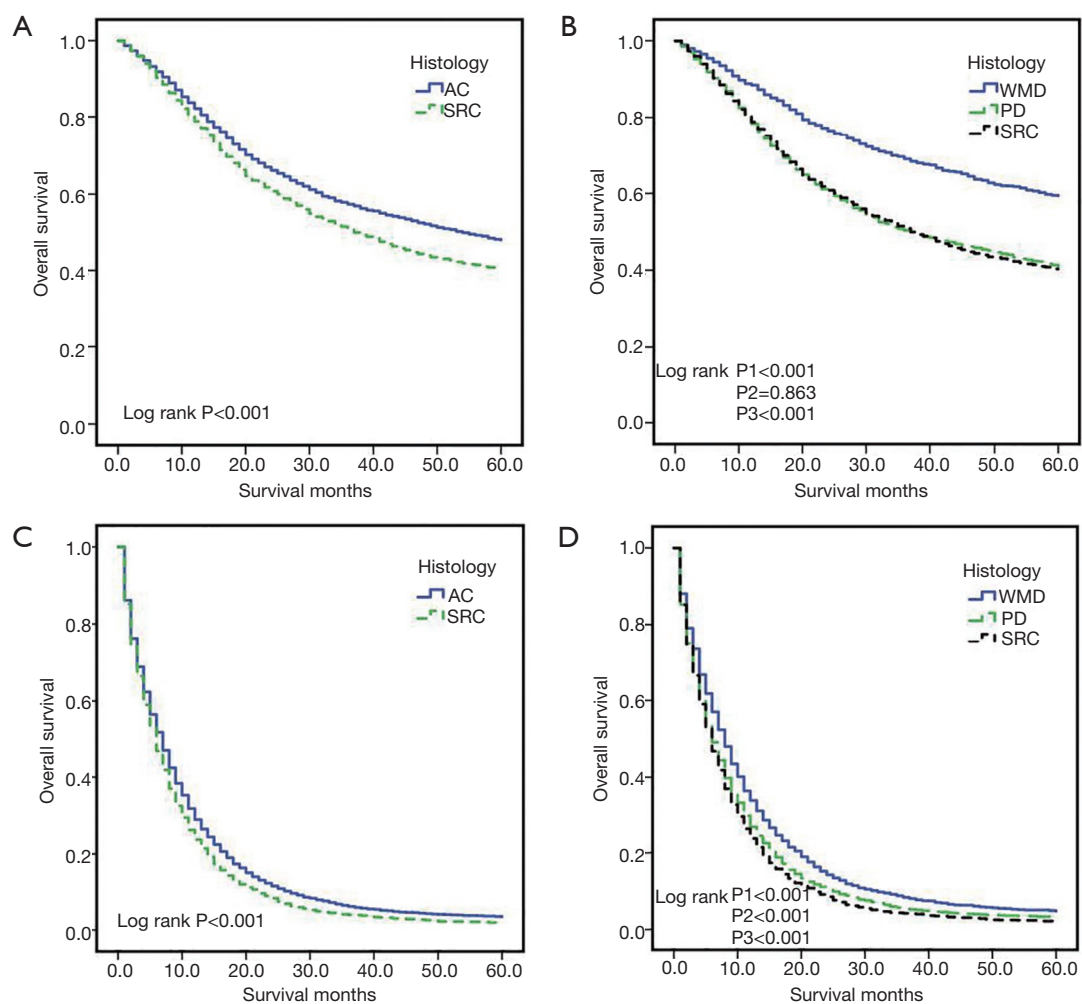 A
1.0
0.8
0.6
0.4
0.2
0.0
Overall survival
Histology
AC
SRC
Log rank P<0.001
0.0 10.0 20.0 30.0 40.0 50.0 60.0
Survival months
B
1.0
0.8
0.6
0.4
0.2
0.0
Overall survival
Histology
WMD
PD
SRC
Log rank P1<0.001
P2=0.863
P3<0.001
0.0 10.0 20.0 30.0 40.0 50.0 60.0
Survival months
C
1.0
0.8
0.6
0.4
0.2
0.0
Overall survival
Histology
AC
SRC
Log rank P<0.001
0.0 10.0 20.0 30.0 40.0 50.0 60.0
Survival months
D
1.0
0.8
0.6
0.4
0.2
0.0
Overall survival
Histology
WMD
PD
SRC
Log rank P1<0.001
P2<0.001
P3<0.001
0.0 10.0 20.0 30.0 40.0 50.0 60.0
Survival months